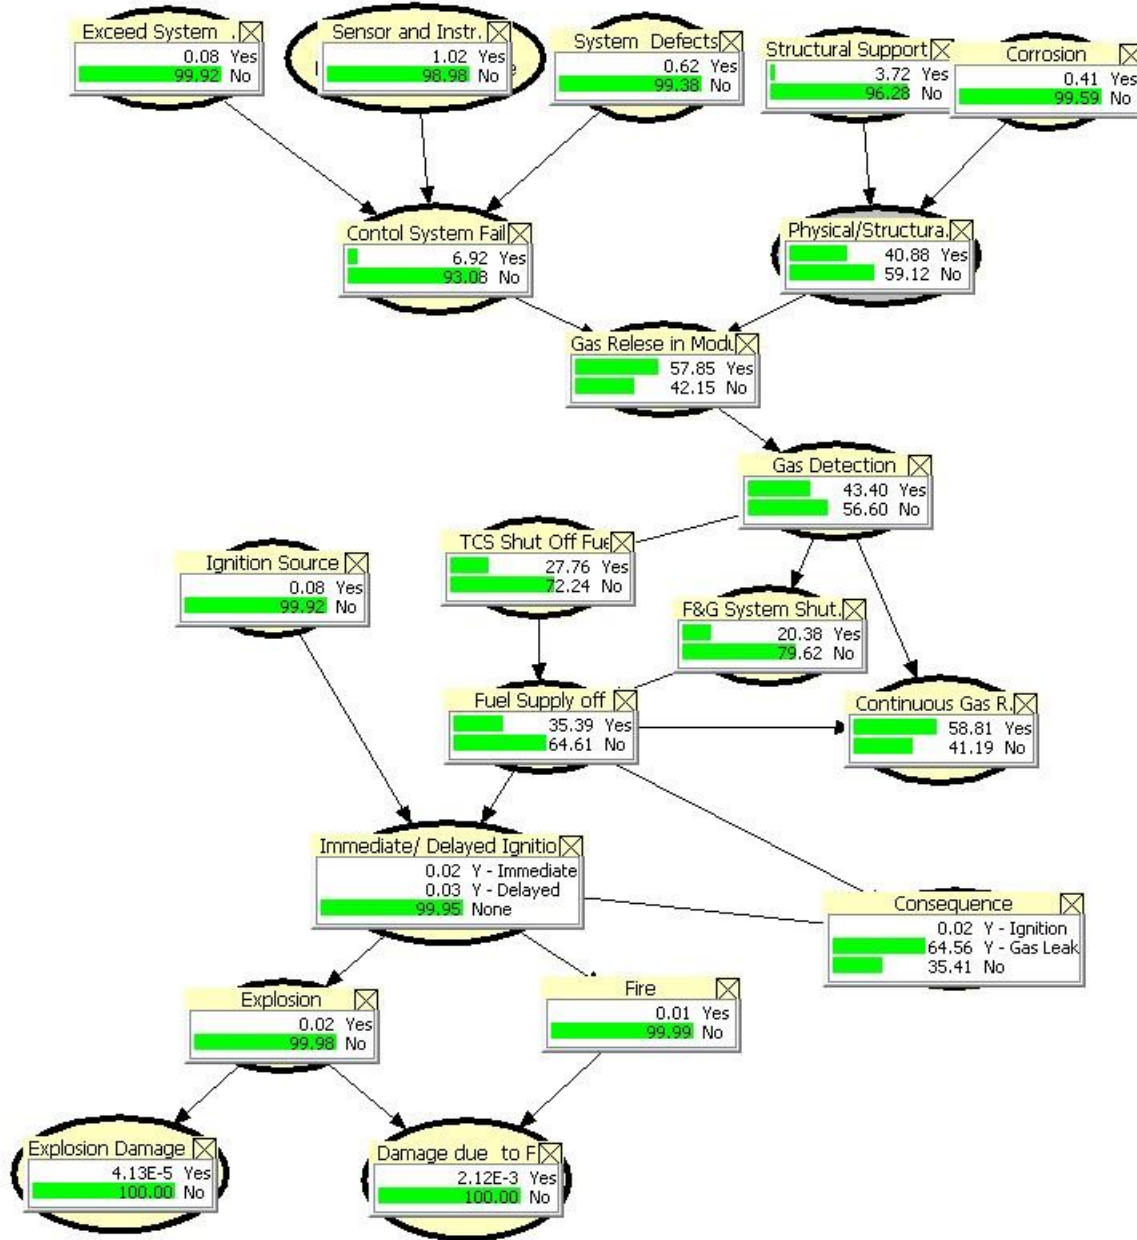 Exceed System .
0.08 Yes
99.92 No
Sensor and Instr.
1.02 Yes
98.98 No
System Defects
0.62 Yes
99.38 No
Structural Support
3.72 Yes
96.28 No
Corrosion
0.41 Yes
99.59 No
Contol System Fail
6.92 Yes
93.08 No
Physical/Structura.
40.88 Yes
59.12 No
Gas Relese in Modu
57.85 Yes
42.15 No
Gas Detection
43.40 Yes
56.60 No
TCS Shut Off Fue
27.76 Yes
72.24 No
Ignition Source
0.08 Yes
99.92 No
F&G System Shut.
20.38 Yes
79.62 No
Fuel Supply off
35.39 Yes
64.61 No
Continuous Gas R.
58.81 Yes
41.19 No
Immediate/ Delayed Ignitio
0.02 Y - Immediate
0.03 Y - Delayed
99.95 None
Consequence
0.02 Y - Ignition
64.56 Y - Gas Leak
35.41 No
Explosion
0.02 Yes
99.98 No
Fire
0.01 Yes
99.99 No
Explosion Damage
4.13E-5 Yes
100.00 No
Damage due to F
2.12E-3 Yes
100.00 No